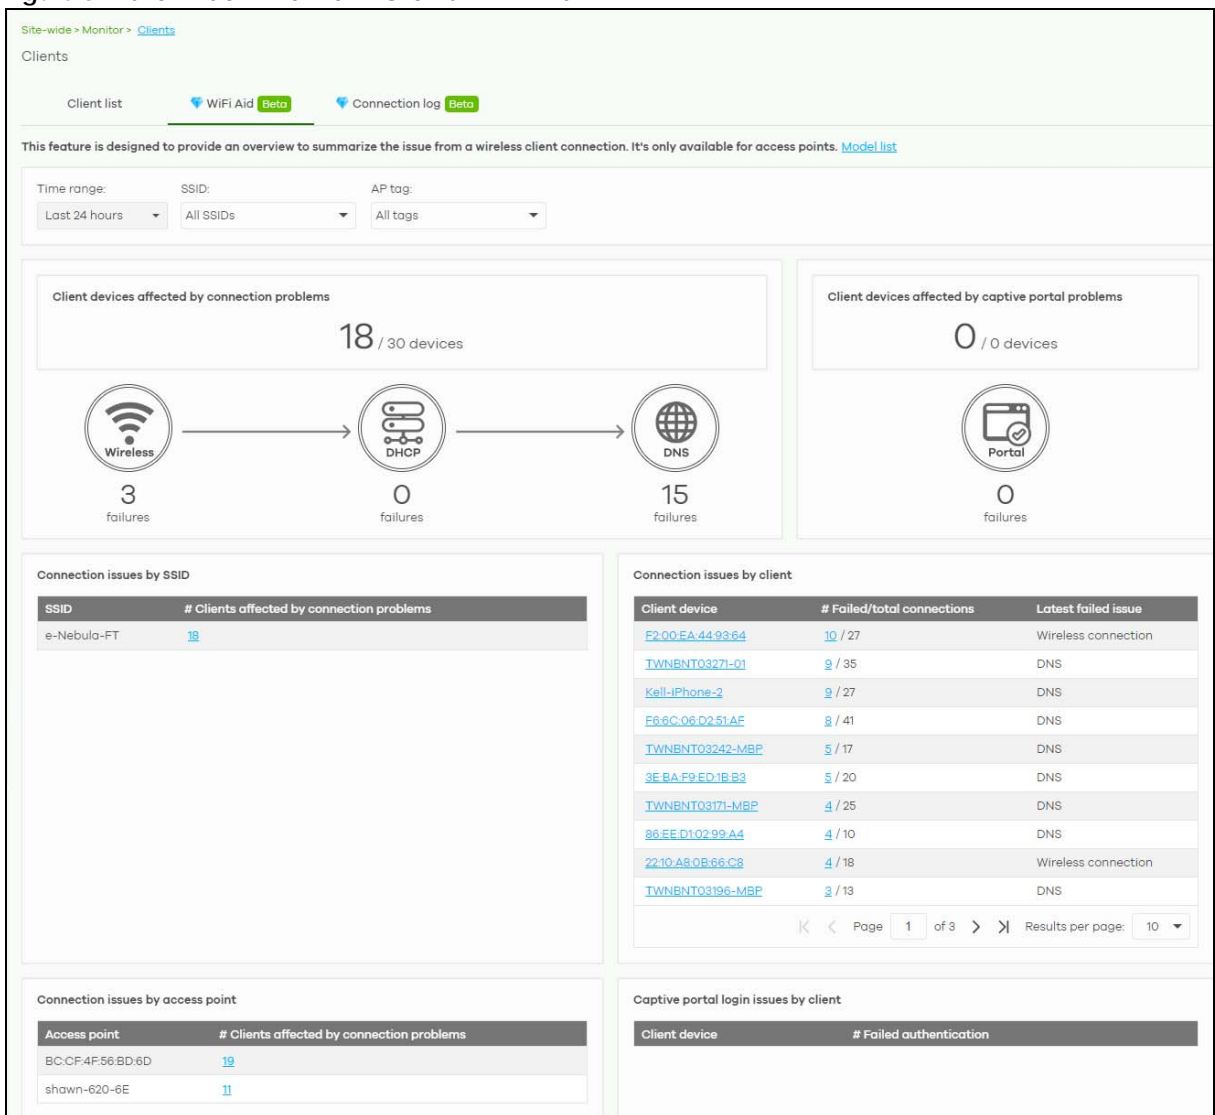 Site-wide > Monitor > Clients
Clients
Client list
WiFi Aid Beta
Connection log Beta
This feature is designed to provide an overview to summarize the issue from a wireless client connection. It's only available for access points. Model list
Time range: SSID: AP tag:
Last 24 hours All SSIDs All tags
Client devices affected by connection problems
18 / 30 devices
Wireless
DHCP
DNS
3
failures
0
failures
15
failures
Client devices affected by captive portal problems
0 / 0 devices
Portal
0
failures
Connection issues by SSID
SSID # Clients affected by connection problems
e-Nebula-FT 18
Connection issues by client
Client device # Failed/total connections Latest failed issue
F2:00:EA:44:93:64 10 / 27 Wireless connection
TWNBNT03271-01 9 / 35 DNS
Kell-iPhone-2 9 / 27 DNS
F6:6C:06:D2:51:AF 8 / 41 DNS
TWNBNT03242-MBP 5 / 17 DNS
3E:BA:F9:ED:1B:B3 5 / 20 DNS
TWNBNT03171-MBP 4 / 25 DNS
86:EE:D1:02:99:A4 4 / 10 DNS
22:10:A8:0B:66:C8 4 / 18 Wireless connection
TWNBNT03196-MBP 3 / 13 DNS
Page 1 of 3 Results per page: 10
Connection issues by access point
Access point # Clients affected by connection problems
BC:CF:4F:56:BD:6D 19
shawn-620-6E 11
Captive portal login issues by client
Client device # Failed authentication